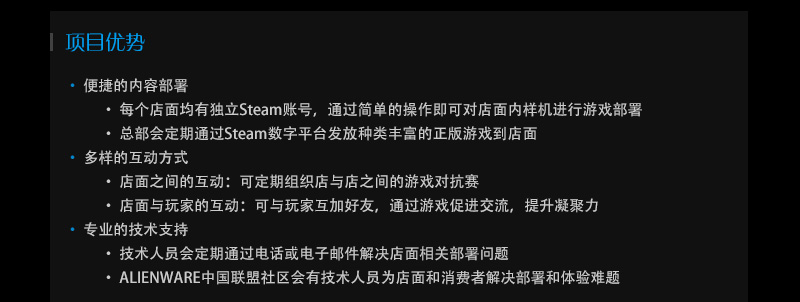 项目优势
• 便捷的内容部署
• 每个店面均有独立Steam账号，通过简单的操作即可对店面内样机进行游戏部署
• 总部会定期通过Steam数字平台发放种类丰富的正版游戏到店面
• 多样的互动方式
• 店面之间的互动：可定期组织店与店之间的游戏对抗赛
• 店面与玩家的互动：可与玩家互加好友，通过游戏促进交流，提升凝聚力
• 专业的技术支持
• 技术人员会定期通过电话或电子邮件解决店面相关部署问题
• ALIENWARE中国联盟社区会有技术人员为店面和消费者解决部署和体验难题